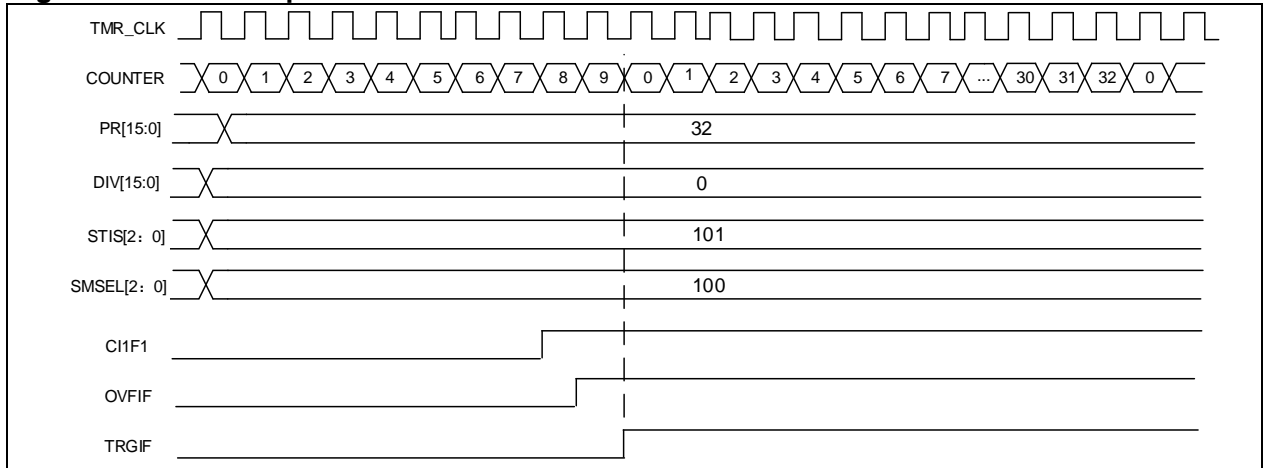 TMR_CLK
COUNTER 0 1 2 3 4 5 6 7 8 9 0 1 2 3 4 5 6 7 ... 30 31 32 0
PR[15:0] 32
DIV[15:0] 0
STIS[2：0] 101
SMSEL[2：0] 100
CI1F1
OVFIF
TRGIF